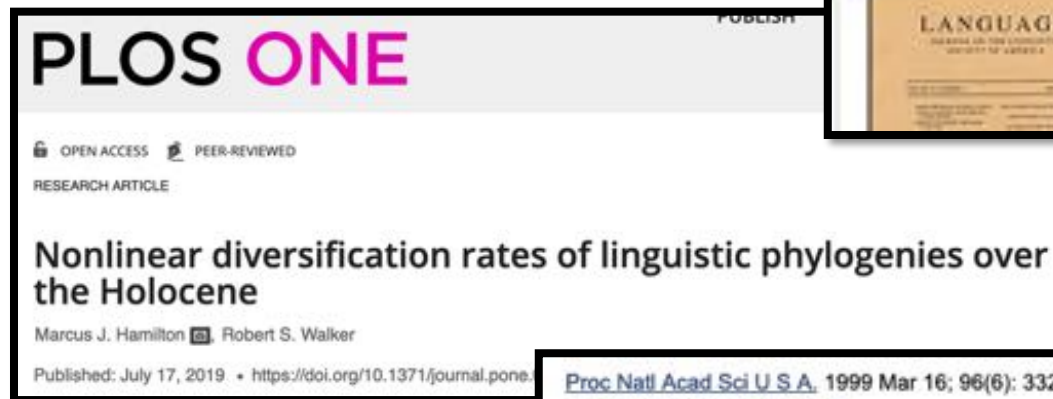 PUBLISH
LANGUAG
PLOS ONE
OPEN ACCESS PEER-REVIEWED
RESEARCH ARTICLE
Nonlinear diversification rates of linguistic phylogenies over
the Holocene
Marcus J. Hamilton, Robert S. Walker
Published: July 17, 2019 • https://doi.org/10.1371/journal.pone.
Proc Natl Acad Sci U S A. 1999 Mar 16; 96(6): 332